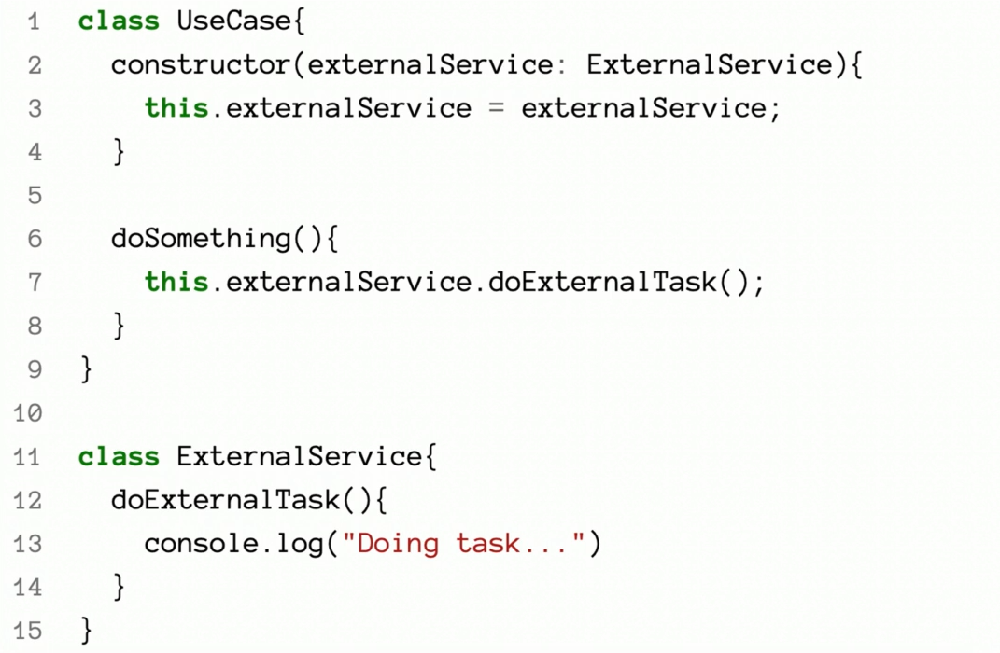 1 class UseCase{
2   constructor(externalService: ExternalService){
3     this.externalService = externalService;
4   }
5
6   doSomething(){
7     this.externalService.doExternalTask();
8   }
9 }
10
11 class ExternalService{
12   doExternalTask(){
13     console.log("Doing task...")
14   }
15 }